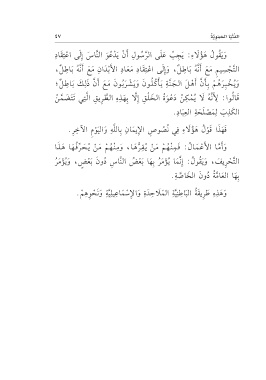 الفتاوى الحموية ٤٧
وَيَقُولُ هَؤُلَاءِ: يَجِبُ عَلَى الرَّسُولِ أَنْ يَدْعُوَ النَّاسَ إِلَى اعْتِقَادِ
التَّجْسِيمِ مَعَ أَنَّهُ بَاطِلٌ، وَإِلَى اعْتِقَادِ مَعَادِ الْأَبْدَانِ مَعَ أَنَّهُ بَاطِلٌ،
وَيُخْبِرَهُمْ بِأَنَّ أَهْلَ الْجَنَّةِ يَأْكُلُونَ وَيَشْرَبُونَ مَعَ أَنَّ ذَلِكَ بَاطِلٌ؛
قَالُوا: لِأَنَّهُ لَا يُمْكِنُ دَعْوَةُ الْخَلْقِ إِلَّا بِهَذِهِ الطَّرِيقِ الَّتِي تَتَضَمَّنُ
الْكَذِبَ لِمَصْلَحَةِ الْعِبَادِ.
فَهَذَا قَوْلُ هَؤُلَاءِ فِي نُصُوصِ الْإِيمَانِ بِاللَّهِ وَالْيَوْمِ الْآخِرِ.
وَأَمَّا الْأَعْمَالُ: فَمِنْهُمْ مَنْ يُقِرُّهَا، وَمِنْهُمْ مَنْ يُجْرِيهَا هَذَا
الْمَجْرَى، وَيَقُولُ: إِنَّمَا يُؤْمَرُ بِهَا بَعْضُ النَّاسِ دُونَ بَعْضٍ، وَيُؤْمَرُ
بِهَا الْعَامَّةُ دُونَ الْخَاصَّةِ.
وَهَذِهِ طَرِيقَةُ الْبَاطِنِيَّةِ الْمَلَاحِدَةِ وَالْإِسْمَاعِيلِيَّةِ وَنَحْوِهِمْ.